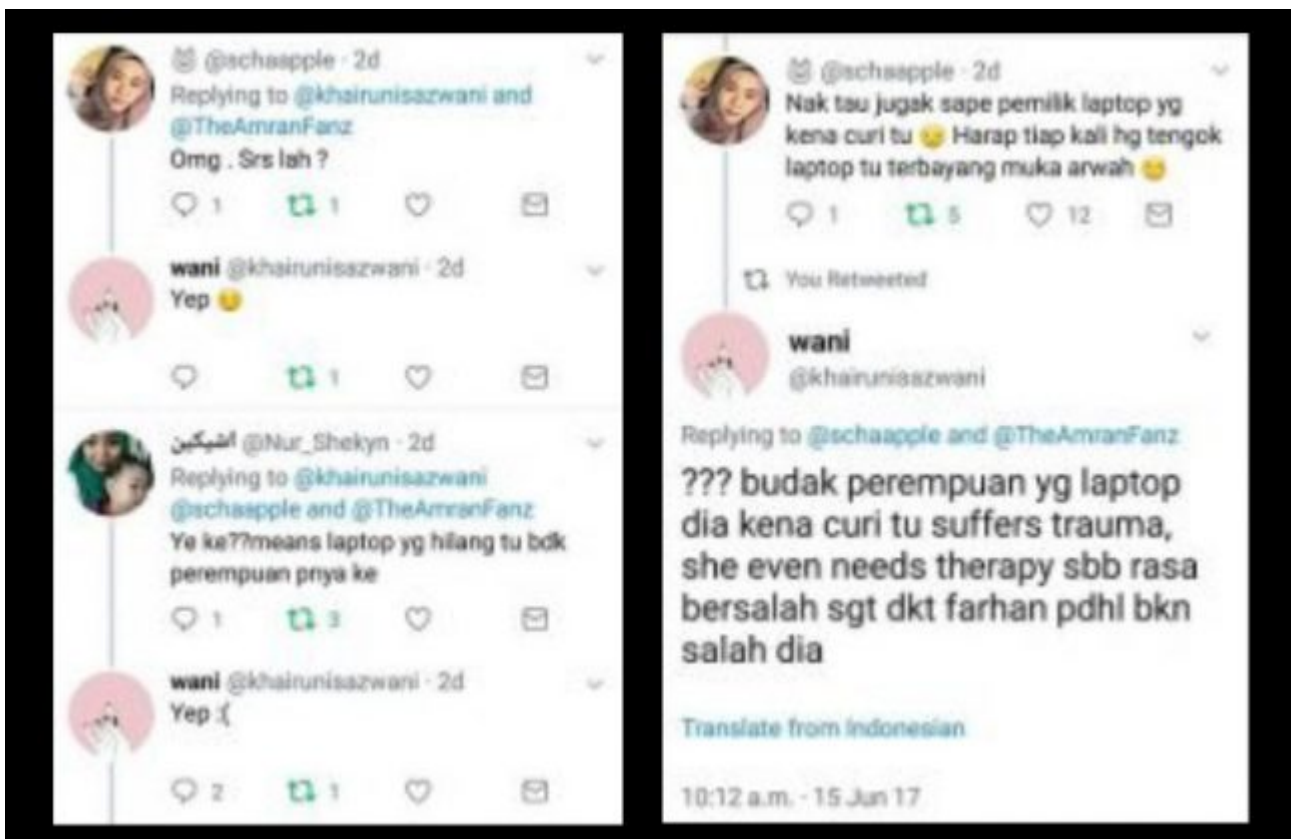 @schaapple · 2d
Replying to @khairunisazwani and
@TheAmranFanz
Omg . Srs lah ?
1 1
wani @khairunisazwani · 2d
Yep 😔
1
اشيكين @Nur_Shekyn · 2d
Replying to @khairunisazwani
@schaapple and @TheAmranFanz
Ye ke??means laptop yg hilang tu bdk
perempuan pnya ke
1 3
wani @khairunisazwani · 2d
Yep :(
2 1
@schaapple · 2d
Nak tau jugak sape pemilik laptop yg
kena curi tu 😔 Harap tiap kali hg tengok
laptop tu terbayang muka arwah 😊
1 5 12
You Retweeted
wani
@khairunisazwani
Replying to @schaapple and @TheAmranFanz
??? budak perempuan yg laptop
dia kena curi tu suffers trauma,
she even needs therapy sbb rasa
bersalah sgt dkt farhan pdhl bkn
salah dia
Translate from Indonesian
10:12 a.m. · 15 Jun 17